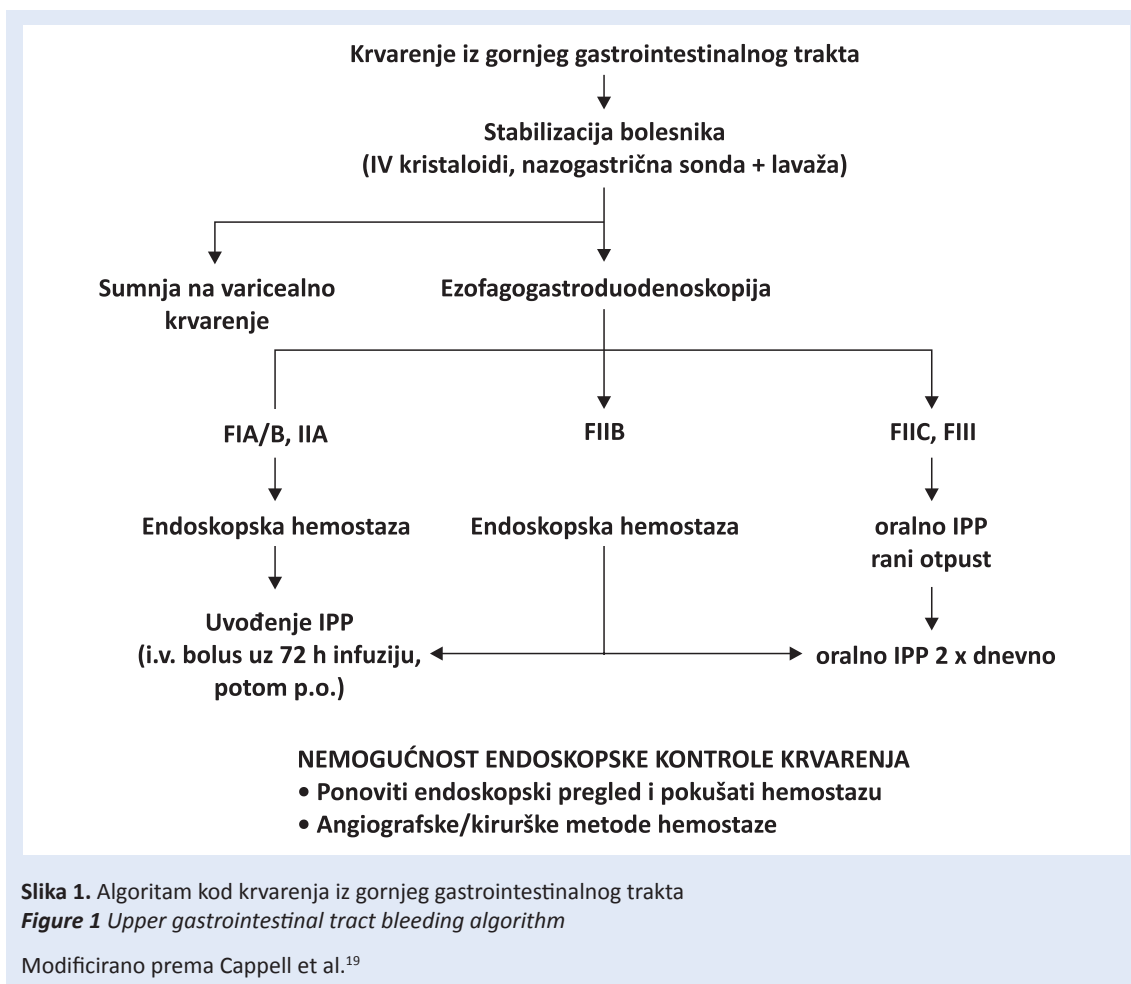 Krvarenje iz gornjeg gastrointestinalnog trakta
Stabilizacija bolesnika
(IV kristaloidi, nazogastrična sonda + lavaža)
Sumnja na varicealno
krvarenje
Ezofagogastroduodenoskopija
FIA/B, IIA
FIIB
FIIC, FIII
Endoskopska hemostaza
Endoskopska hemostaza
oralno IPP
rani otpust
Uvođenje IPP
(i.v. bolus uz 72 h infuziju,
potom p.o.)
oralno IPP 2 x dnevno
NEMOGUĆNOST ENDOSKOPSKE KONTROLE KRVARENJA
• Ponoviti endoskopski pregled i pokušati hemostazu
• Angiografske/kirurške metode hemostaze
Slika 1. Algoritam kod krvarenja iz gornjeg gastrointestinalnog trakta
Figure 1 Upper gastrointestinal tract bleeding algorithm
Modificirano prema Cappell et al.19